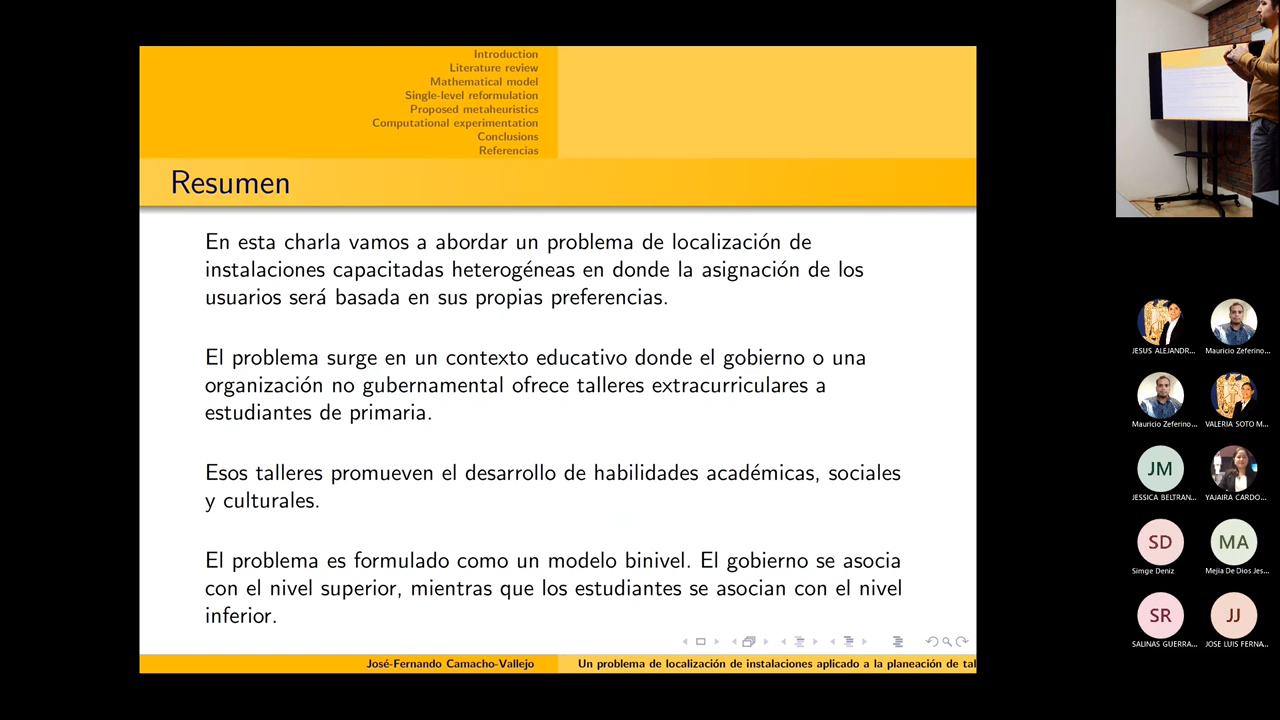 Introduction
Literature review
Mathematical model
Single-level reformulation
Proposed metaheuristics
Computational experimentation
Conclusions
Referencias
Resumen
En esta charla vamos a abordar un problema de localización de
instalaciones capacitadas heterogéneas en donde la asignación de los
usuarios será basada en sus propias preferencias.
El problema surge en un contexto educativo donde el gobierno o una
organización no gubernamental ofrece talleres extracurriculares a
estudiantes de primaria.
Esos talleres promueven el desarrollo de habilidades académicas, sociales
y culturales.
El problema es formulado como un modelo binivel. El gobierno se asocia
con el nivel superior, mientras que los estudiantes se asocian con el nivel
inferior.
José-Fernando Camacho-Vallejo
Un problema de localización de instalaciones aplicado a la planeación de tal
JESUS ALEJANDR...
Mauricio Zeferino...
Mauricio Zeferino...
VALERIA SOTO M...
JM
JESSICA BELTRAN...
YAJAIRA CARDO...
SD
Simge Deniz
MA
Mejía De Dios Jes...
SR
SALINAS GUERRA...
JJ
JOSE LUIS FERNA...